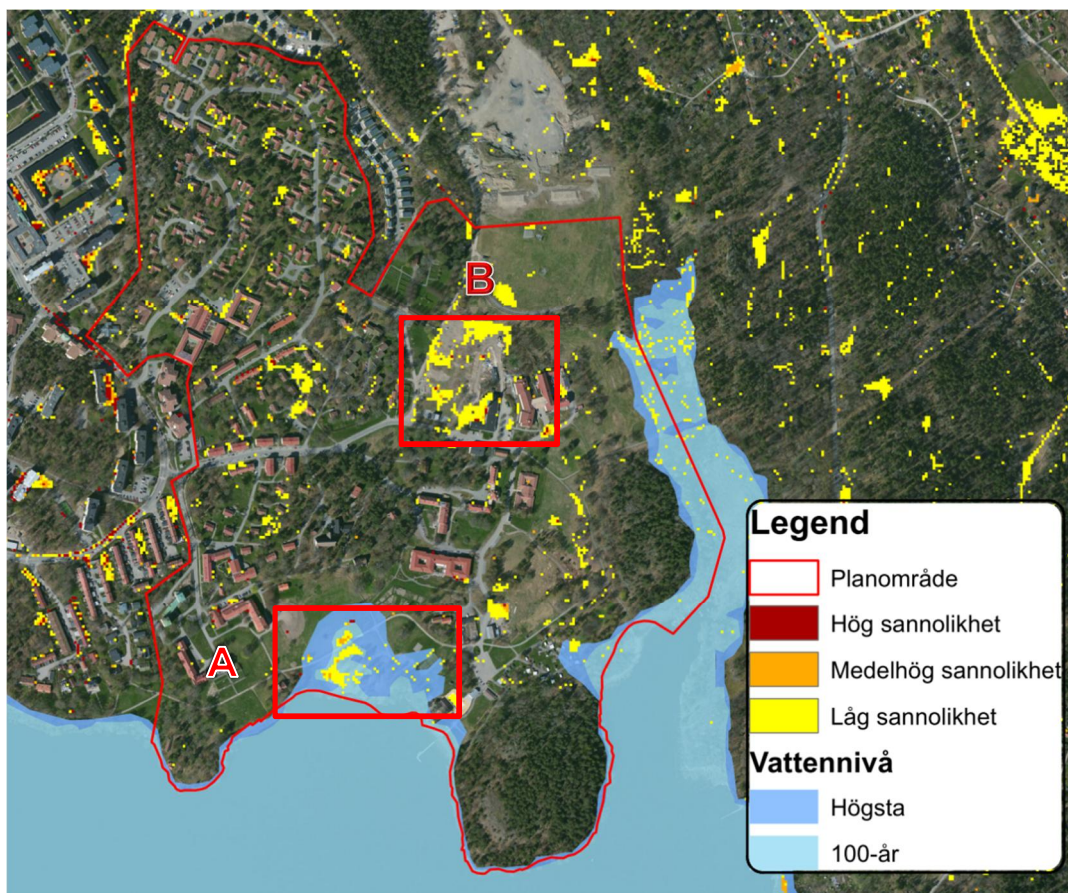 B
A
Legend
Planområde
Hög sannolikhet
Medelhög sannolikhet
Låg sannolikhet
Vattennivå
Högsta
100-år